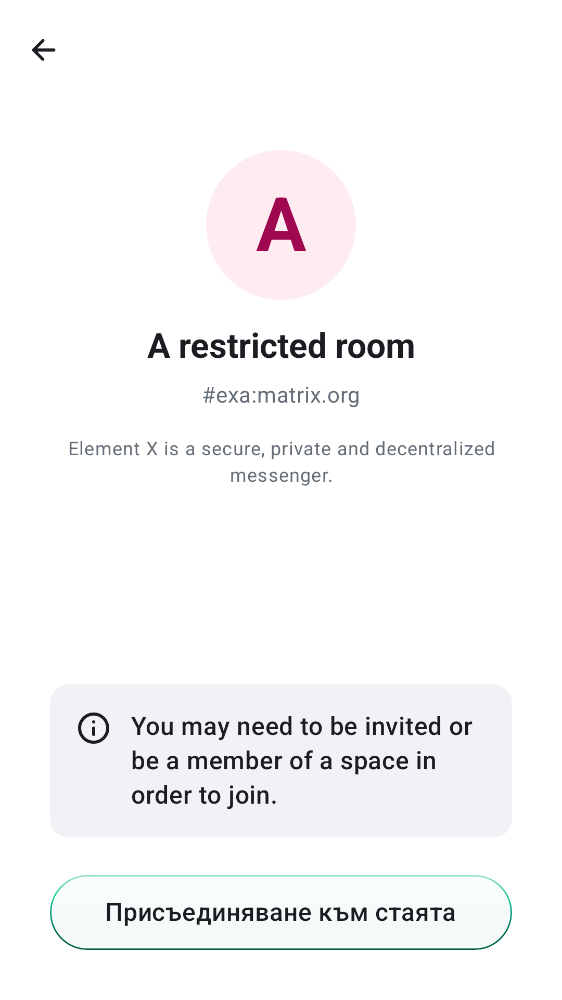 A
A restricted room
#exa:matrix.org
Element X is a secure, private and decentralized
messenger.
You may need to be invited or
be a member of a space in
order to join.
Присъединяване към стаята